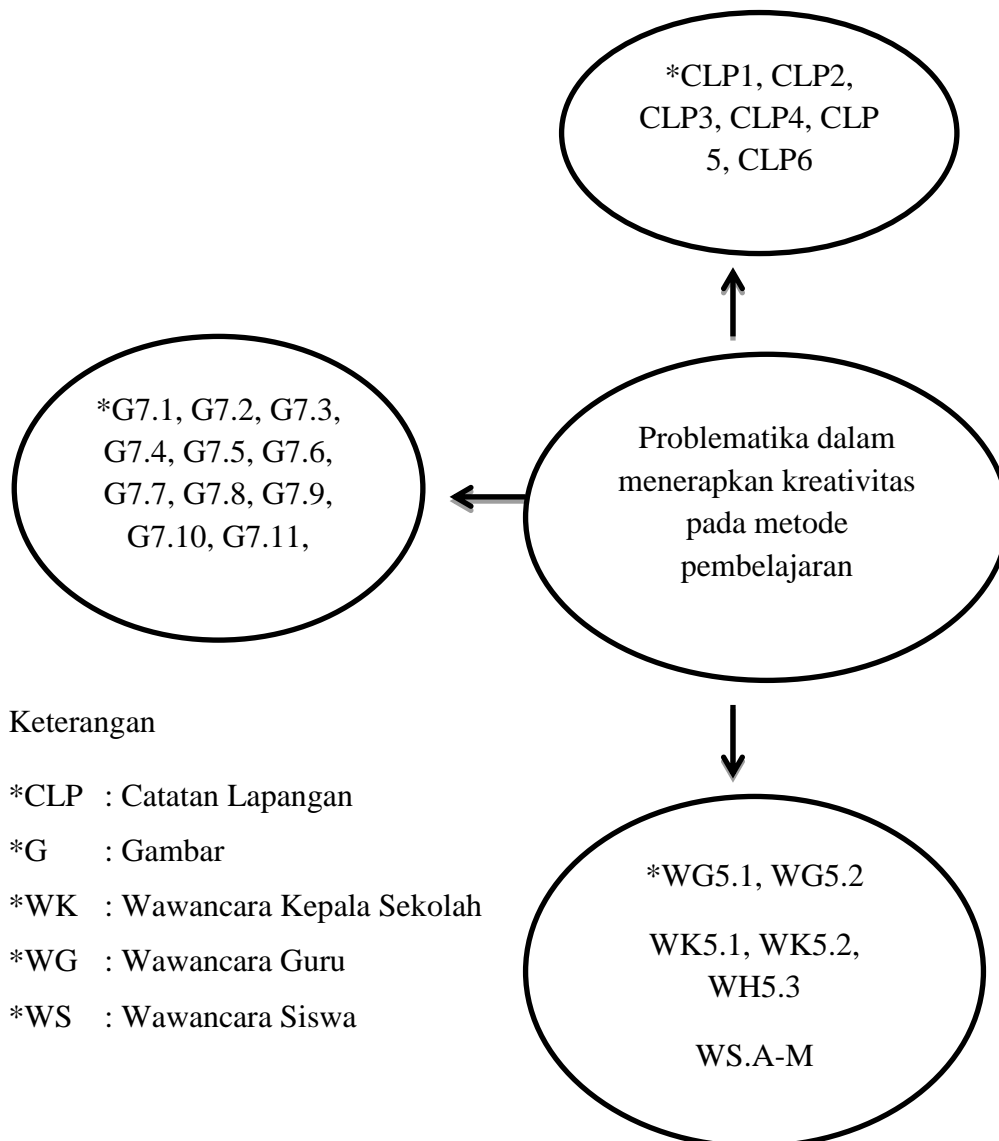 *CLP1, CLP2,
CLP3, CLP4, CLP
5, CLP6
*G7.1, G7.2, G7.3,
G7.4, G7.5, G7.6,
G7.7, G7.8, G7.9,
G7.10, G7.11,
Problematika dalam
menerapkan kreativitas
pada metode
pembelajaran
Keterangan
*CLP : Catatan Lapangan
*G : Gambar
*WK : Wawancara Kepala Sekolah
*WG : Wawancara Guru
*WS : Wawancara Siswa
*WG5.1, WG5.2
WK5.1, WK5.2,
WH5.3
WS.A-M